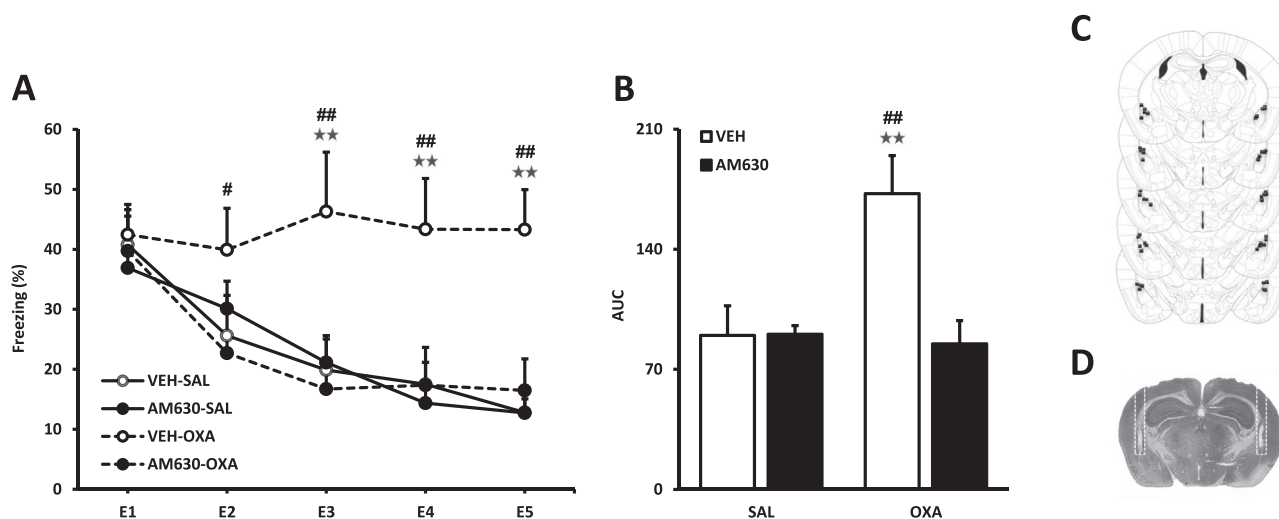 A
Freezing (%)
60
50
40
30
20
10
0
#
##
★★
##
★★
##
★★
VEH-SAL
AM630-SAL
VEH-OXA
AM630-OXA
E1 E2 E3 E4 E5
B
AUC
210
140
70
0
VEH
AM630
##
★★
SAL OXA
C
D